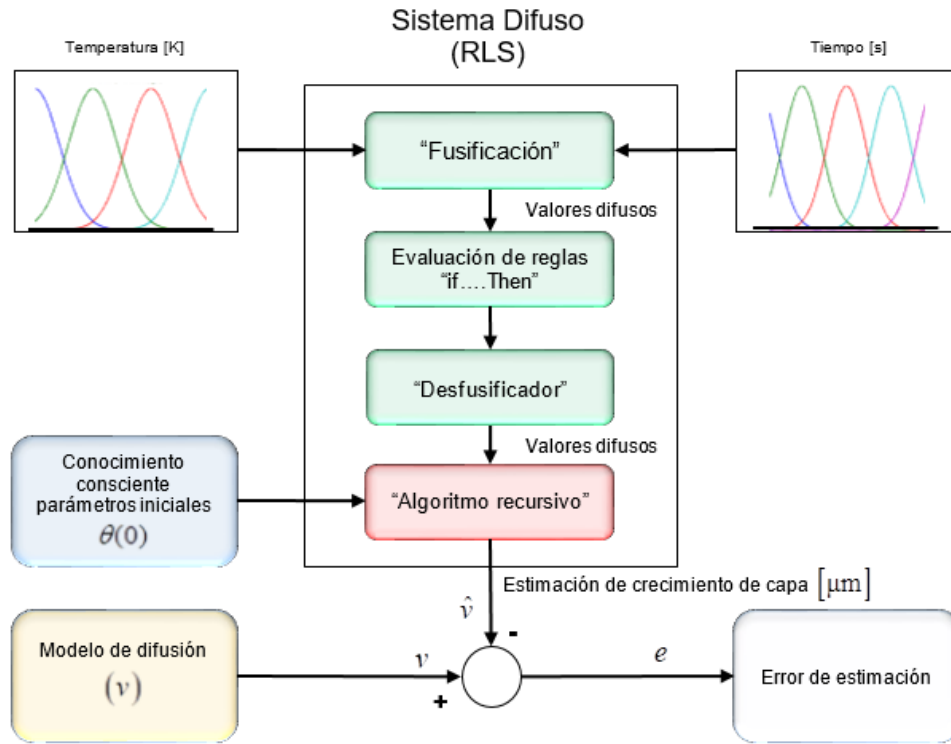 Sistema Difuso
(RLS)
Temperatura [K]
Tiempo [s]
“Fusificación”
Valores difusos
Evaluación de reglas
“if….Then”
“Desfusificador”
Valores difusos
Conocimiento
consciente
parámetros iniciales
θ(0)
“Algoritmo recursivo”
Estimación de crecimiento de capa [μm]
v̂
-
Modelo de difusión
(v)
v
+
e
Error de estimación